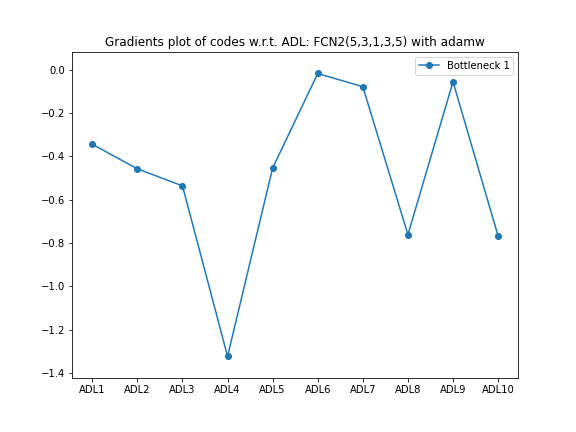 Gradients plot of codes w.r.t. ADL: FCN2(5,3,1,3,5) with adamw
Bottleneck 1
0.0
−0.2
−0.4
−0.6
−0.8
−1.0
−1.2
−1.4
ADL1 ADL2 ADL3 ADL4 ADL5 ADL6 ADL7 ADL8 ADL9 ADL10